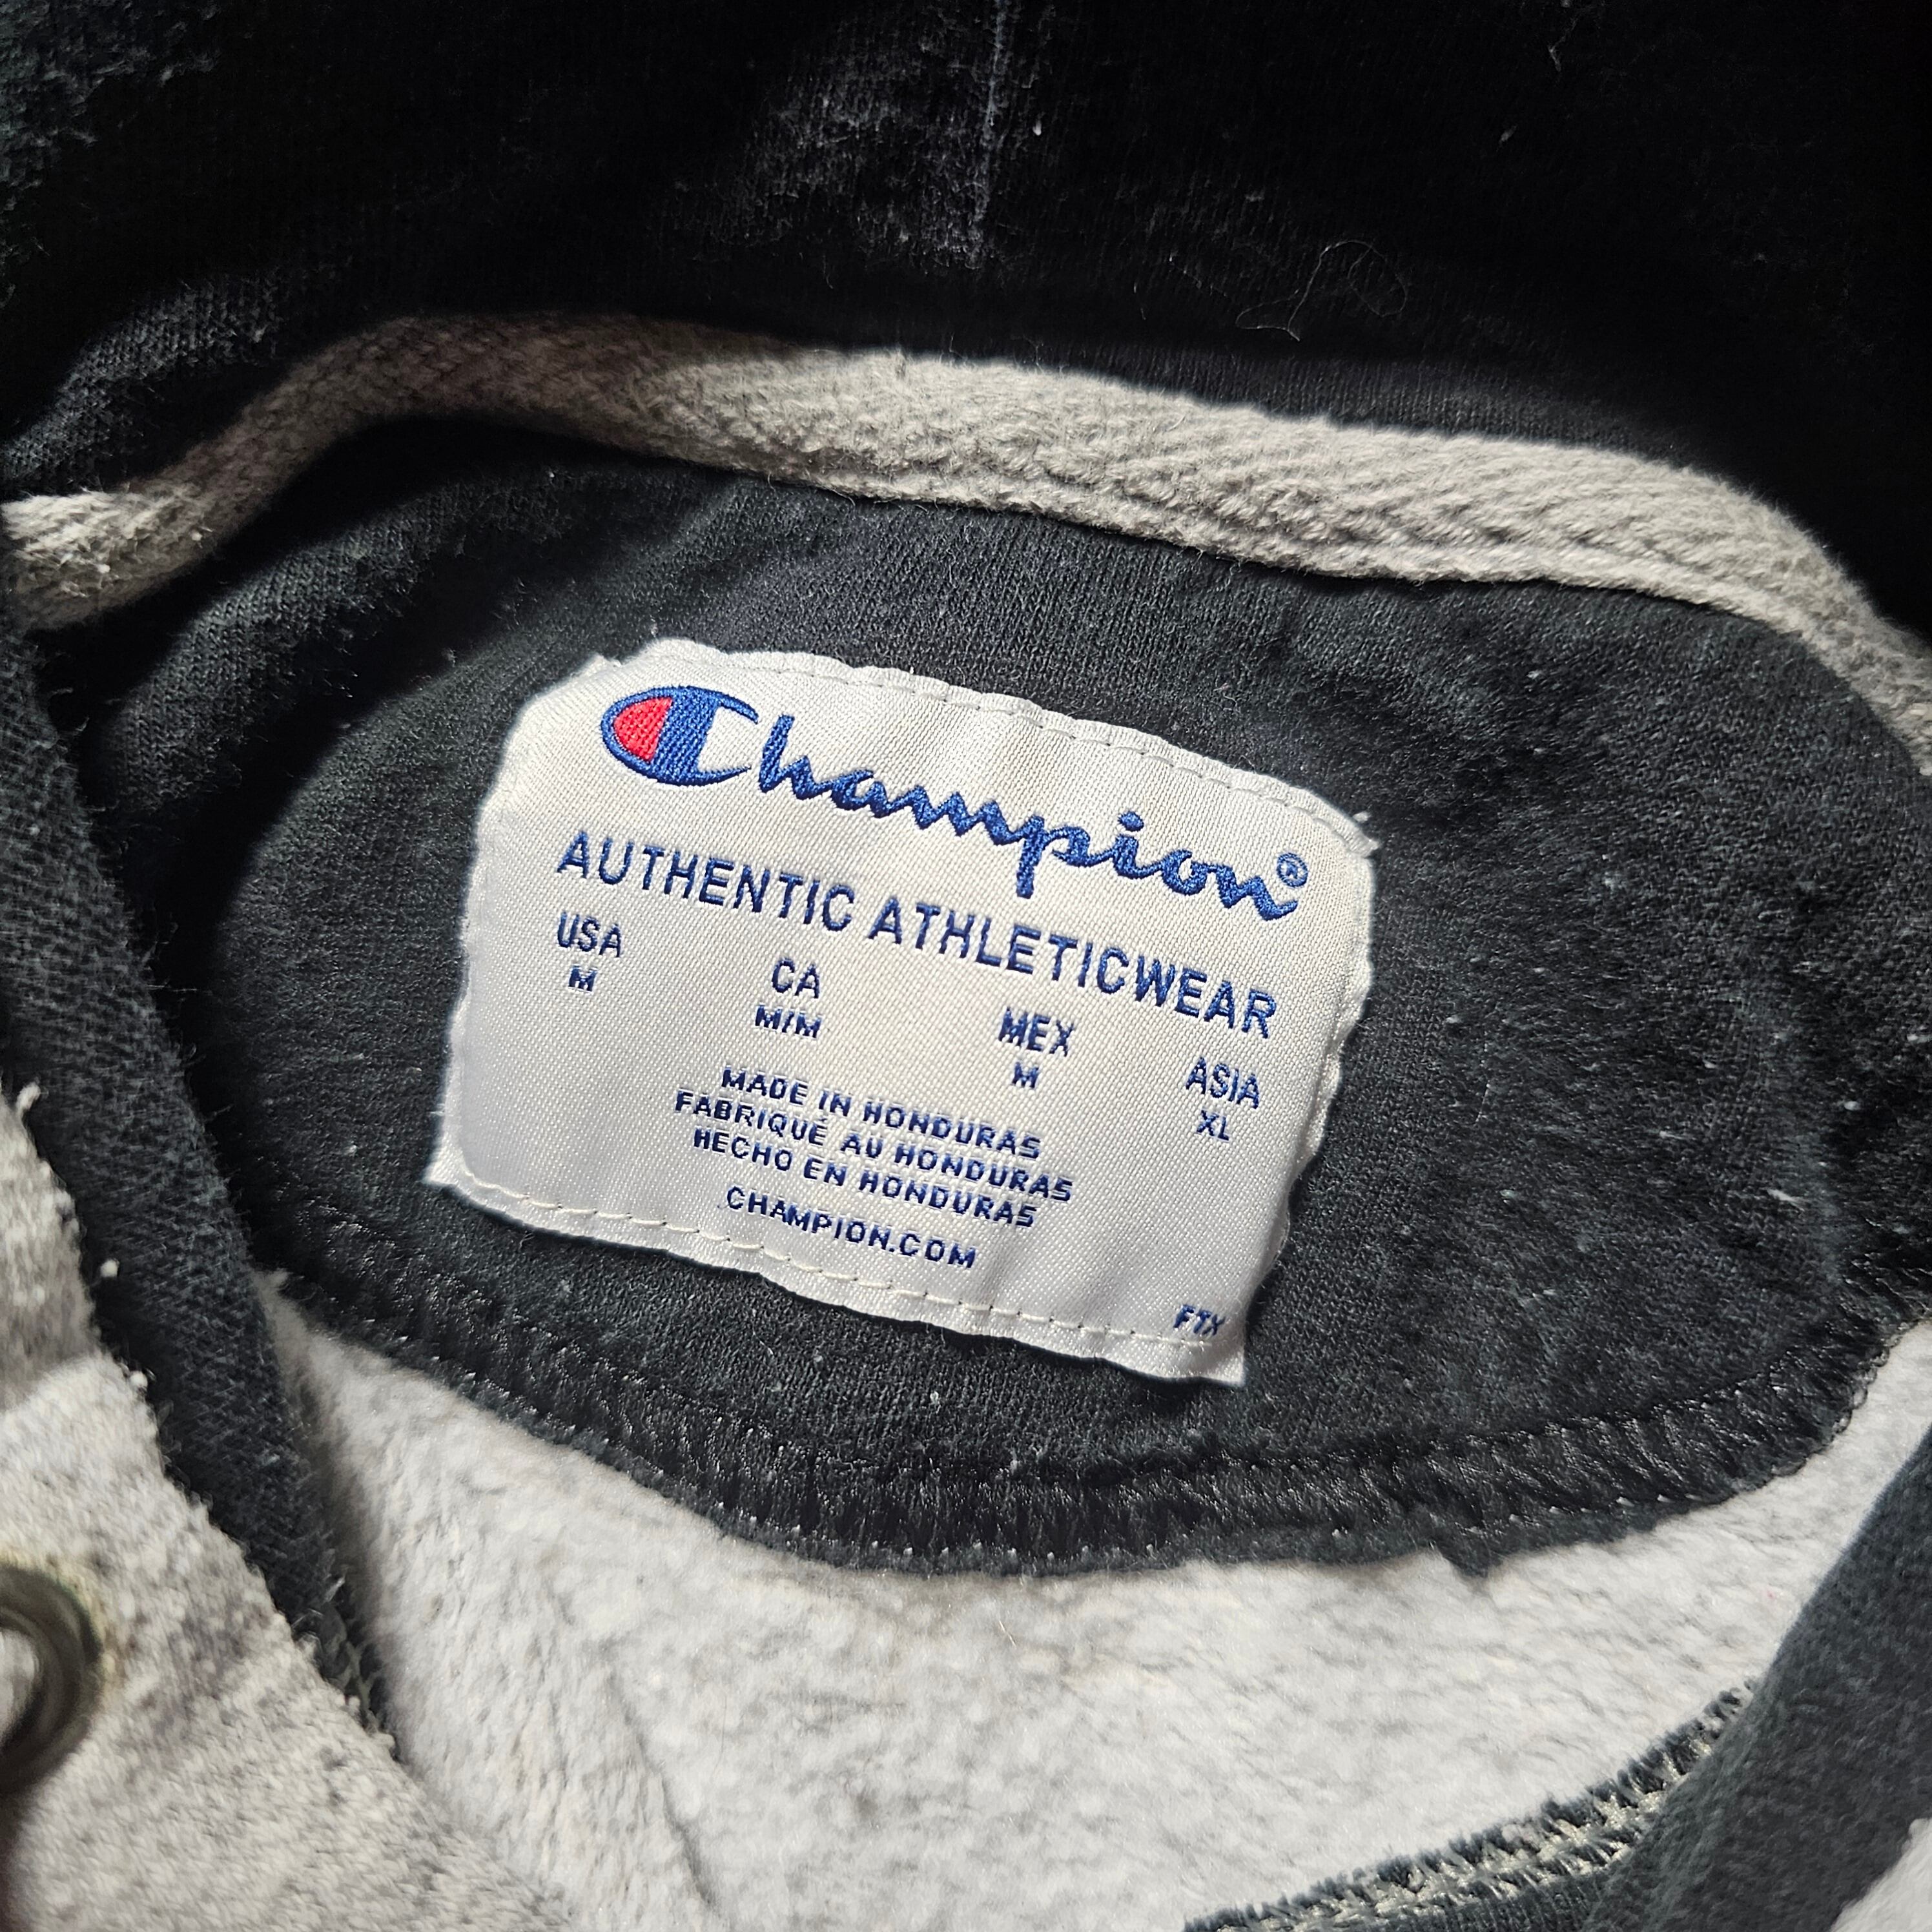 Champion®
AUTHENTIC ATHLETICWEAR
USA CA MEX ASIA
M M/M M XL
MADE IN HONDURAS
FABRIQUÉ AU HONDURAS
HECHO EN HONDURAS
CHAMPION.COM
FTX